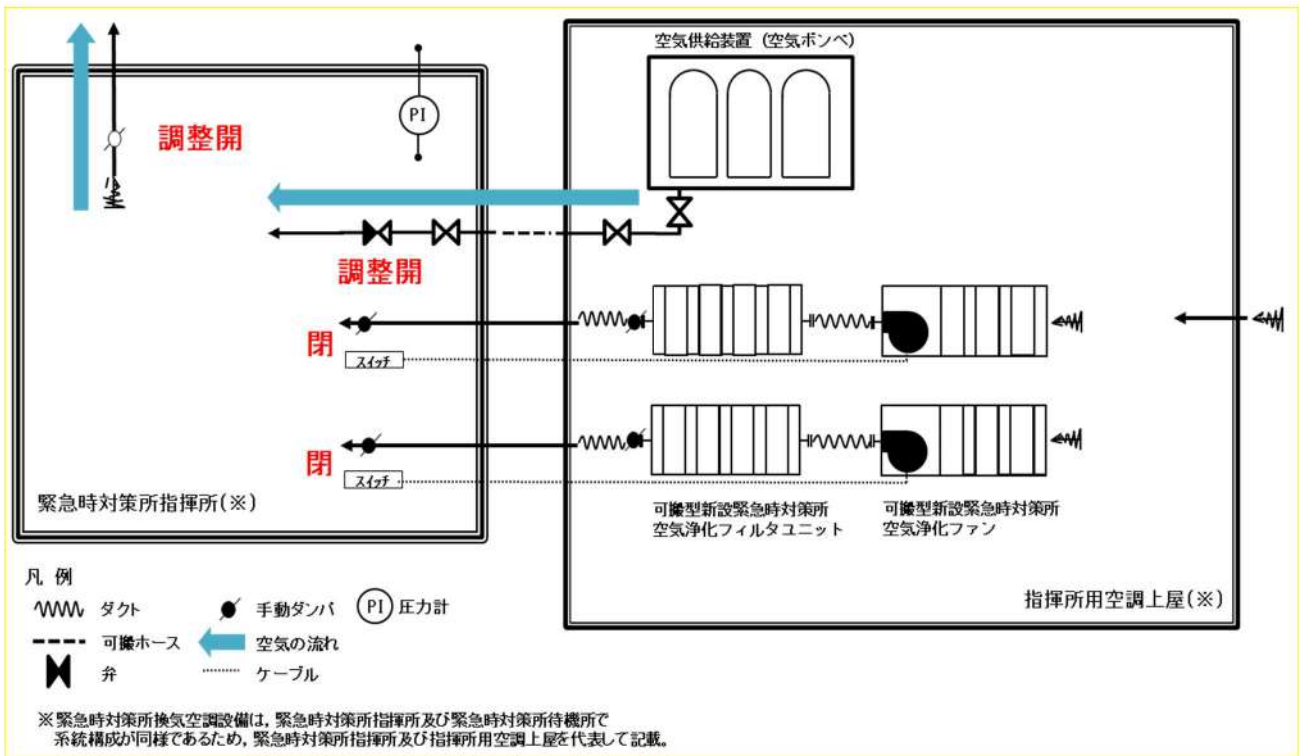 空気供給装置（空気ボンベ）
調整開
PI
調整開
閉
スイッチ
閉
スイッチ
緊急時対策所指揮所(※)
可搬型新設緊急時対策所
空気浄化フィルタユニット
可搬型新設緊急時対策所
空気浄化ファン
指揮所用空調上屋(※)
凡 例
ダクト
手動ダンパ
PI 圧力計
可搬ホース
空気の流れ
弁
ケーブル
※緊急時対策所換気空調設備は，緊急時対策所指揮所及び緊急時対策所待機所で
系統構成が同様であるため，緊急時対策所指揮所及び指揮所用空調上屋を代表して記載。